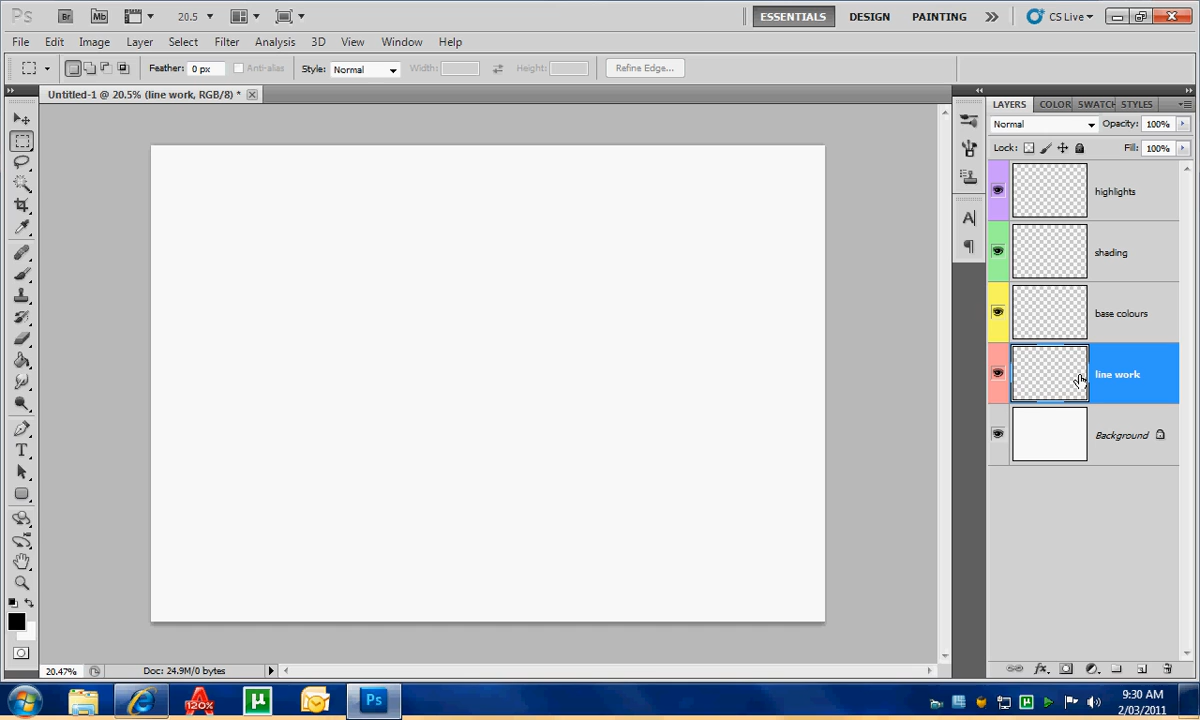 Ps Br Mb 20.5 ESSENTIALS DESIGN PAINTING CS Live
File Edit Image Layer Select Filter Analysis 3D View Window Help
Feather: 0 px Anti-alias Style: Normal Width: Height: Refine Edge...
Untitled-1 @ 20.5% (line work, RGB/8) *
LAYERS COLOR SWATCH STYLES
Normal Opacity: 100%
Lock: Fill: 100%
highlights
shading
base colours
line work
Background
20.47% Doc: 24.9M/0 bytes
120%
Ps
9:30 AM
2/03/2011